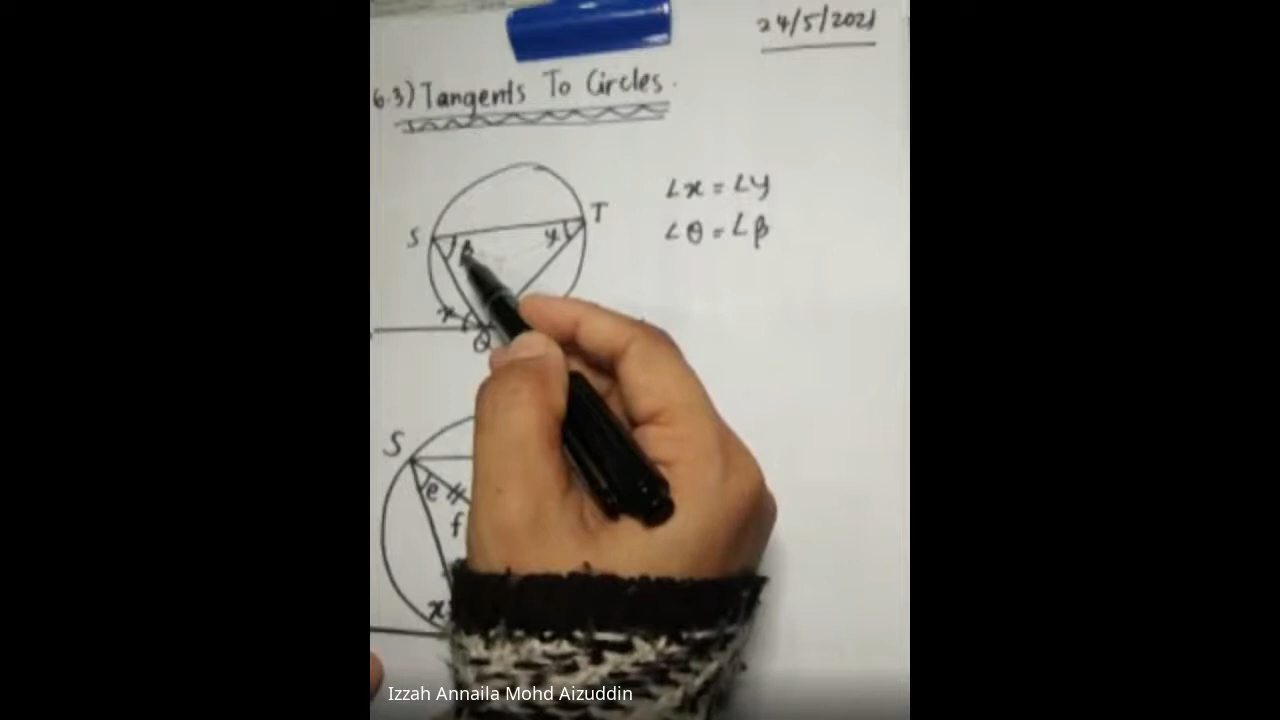 24/5/2021
6.3) Tangents To Circles.
∠x = ∠y
∠θ = ∠β
S
T
β
y
x
Q
S
e
f
x
Izzah Annaila Mohd Aizuddin